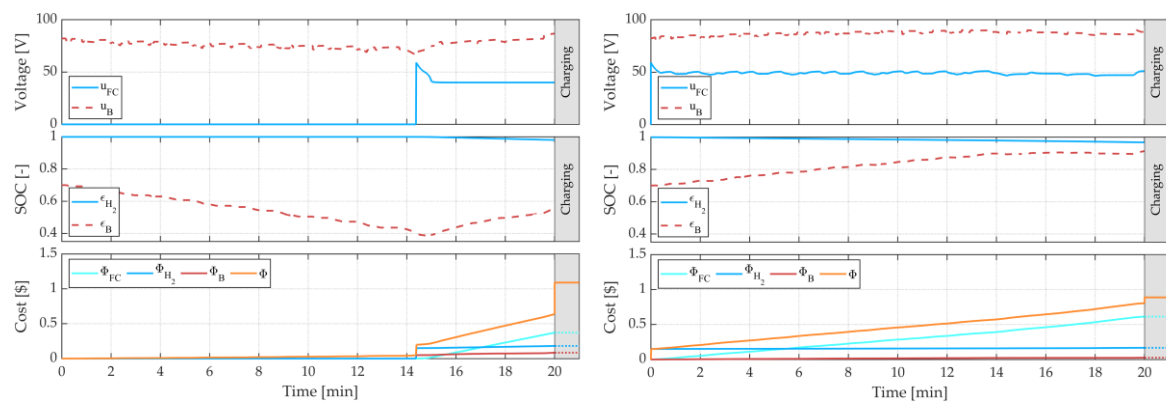 100
50
0
Voltage [V]
u_FC
u_B
Charging
1
0.8
0.6
0.4
SOC [-]
ϵ_H2
ϵ_B
Charging
1.5
1
0.5
0
Cost [$]
Φ_FC Φ_H2 Φ_B Φ
0 2 4 6 8 10 12 14 16 18 20
Time [min]
100
50
0
Voltage [V]
u_FC
u_B
Charging
1
0.8
0.6
0.4
SOC [-]
ϵ_H2
ϵ_B
Charging
1.5
1
0.5
0
Cost [$]
Φ_FC Φ_H2 Φ_B Φ
0 2 4 6 8 10 12 14 16 18 20
Time [min]